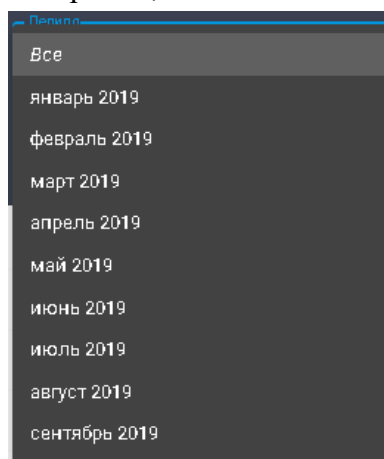 Период
Все
январь 2019
февраль 2019
март 2019
апрель 2019
май 2019
июнь 2019
июль 2019
август 2019
сентябрь 2019